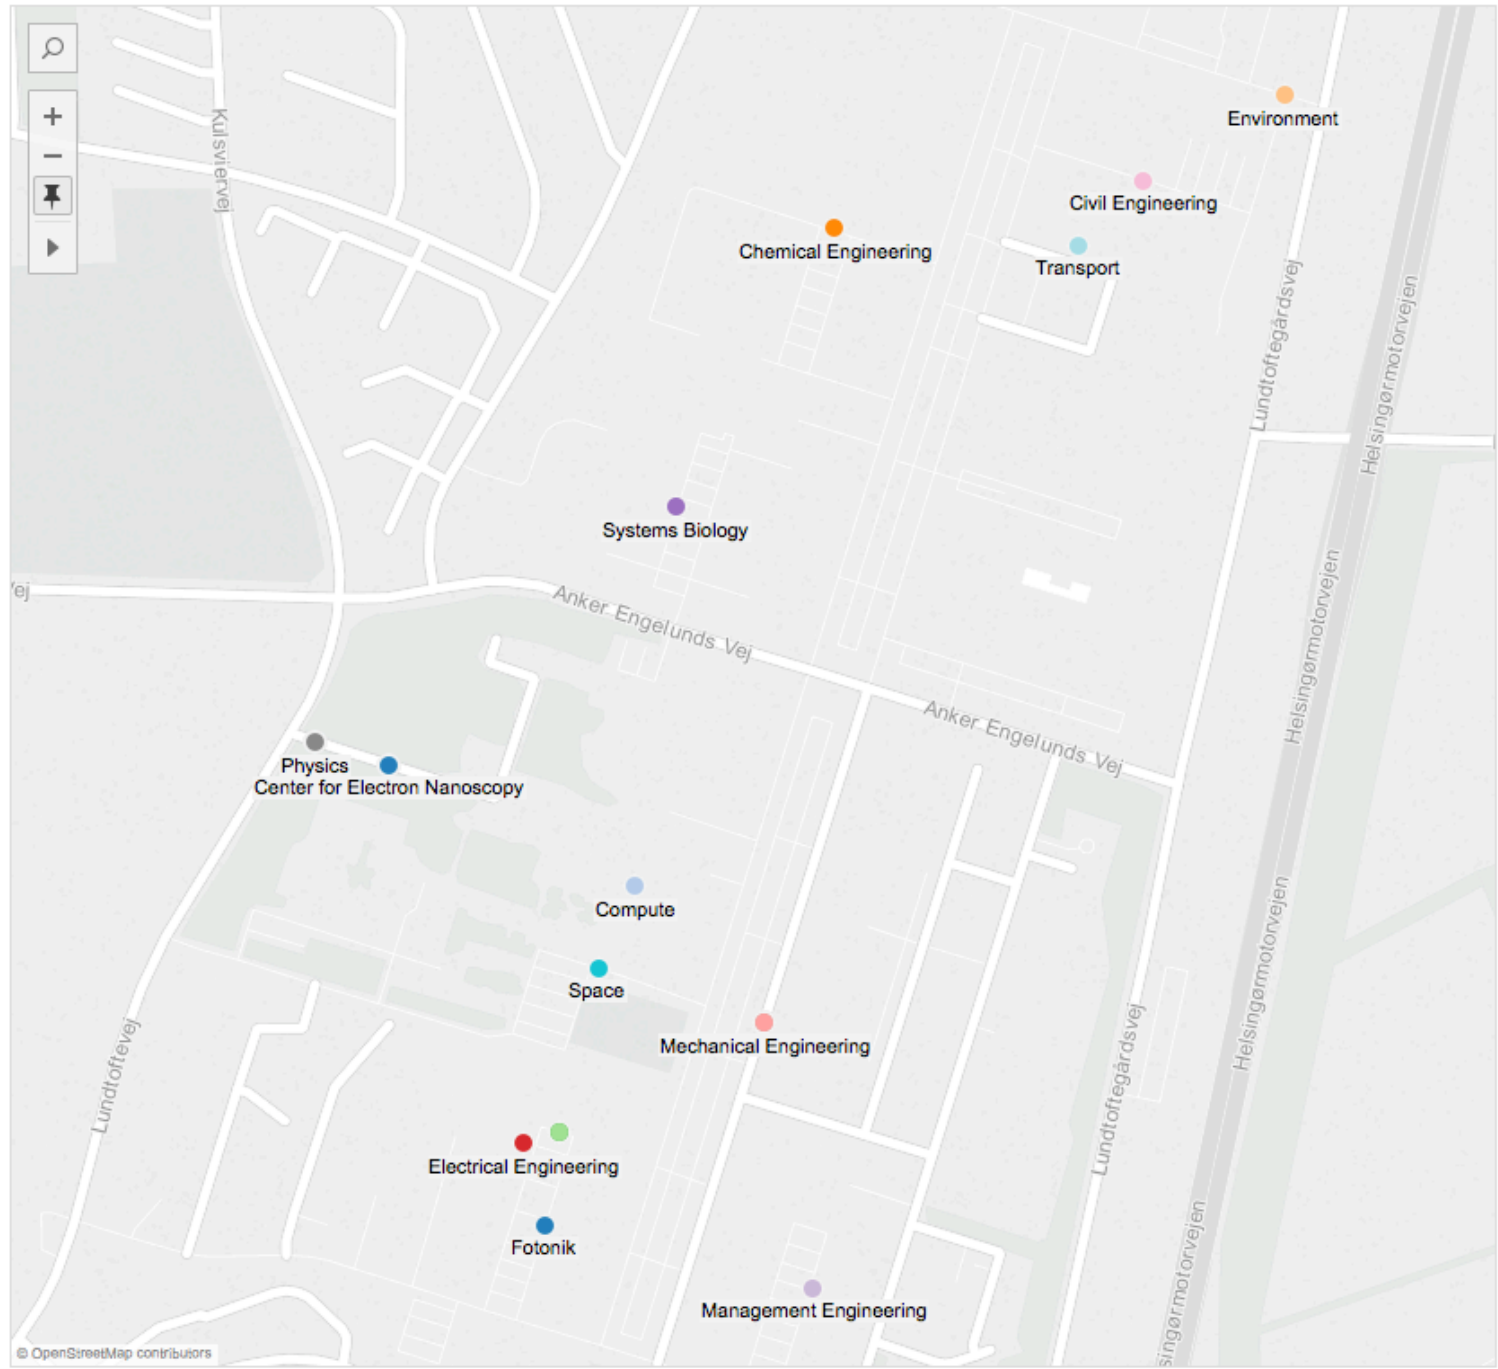 Environment
Kulsviervej
Civil Engineering
Chemical Engineering
Transport
Lundtoftegårdsvej
Helsingørmotorvejen
Systems Biology
Helsingørmotorvejen
Anker Engelunds Vej
Anker Engelunds Vej
Physics
Center for Electron Nanoscopy
Compute
Helsingørmotorvejen
Space
Mechanical Engineering
Lundtoftevej
Lundtoftegårdsvej
Electrical Engineering
Fotonik
Management Engineering
© OpenStreetMap contributors